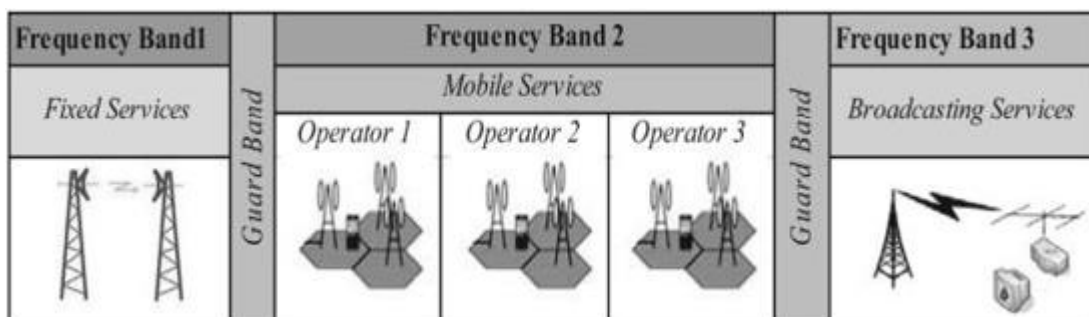 Frequency Band1
Fixed Services
Guard Band
Frequency Band 2
Mobile Services
Operator 1
Operator 2
Operator 3
Guard Band
Frequency Band 3
Broadcasting Services